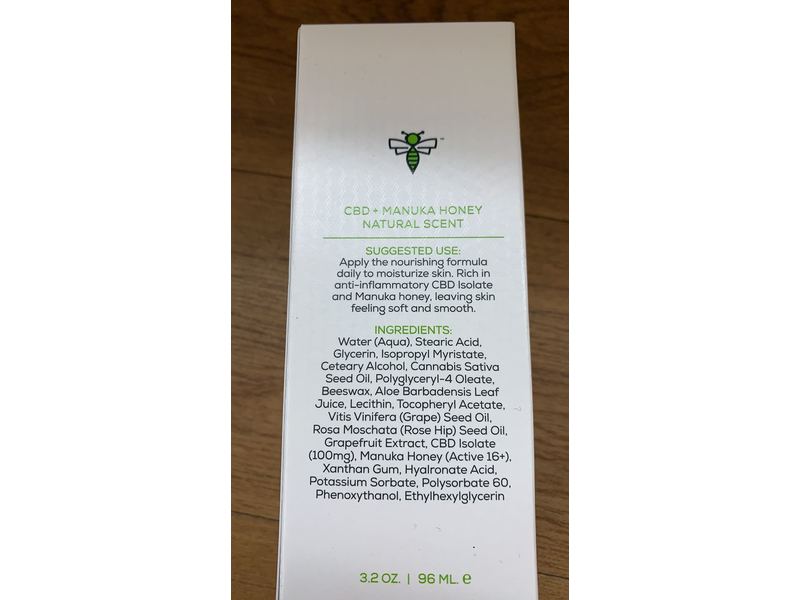 CBD + MANUKA HONEY
NATURAL SCENT
SUGGESTED USE:
Apply the nourishing formula
daily to moisturize skin. Rich in
anti-inflammatory CBD Isolate
and Manuka honey, leaving skin
feeling soft and smooth.
INGREDIENTS:
Water (Aqua), Stearic Acid,
Glycerin, Isopropyl Myristate,
Ceteary Alcohol, Cannabis Sativa
Seed Oil, Polyglyceryl-4 Oleate,
Beeswax, Aloe Barbadensis Leaf
Juice, Lecithin, Tocopheryl Acetate,
Vitis Vinifera (Grape) Seed Oil,
Rosa Moschata (Rose Hip) Seed Oil,
Grapefruit Extract, CBD Isolate
(100mg), Manuka Honey (Active 16+),
Xanthan Gum, Hyalronate Acid,
Potassium Sorbate, Polysorbate 60,
Phenoxythanol, Ethylhexylglycerin
3.2 OZ. | 96 ML. ℮